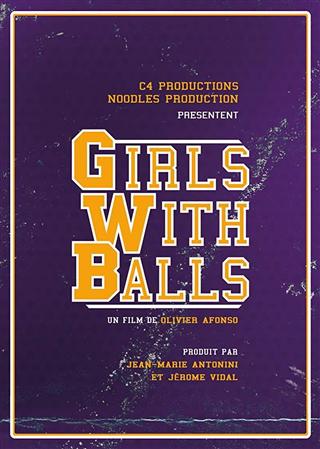 C4 PRODUCTIONS
NOODLES PRODUCTION
PRESENTENT
GIRLS
WITH
BALLS
UN FILM DE OLIVIER AFONSO
PRODUIT PAR
JEAN-MARIE ANTONINI
ET JÉROME VIDAL